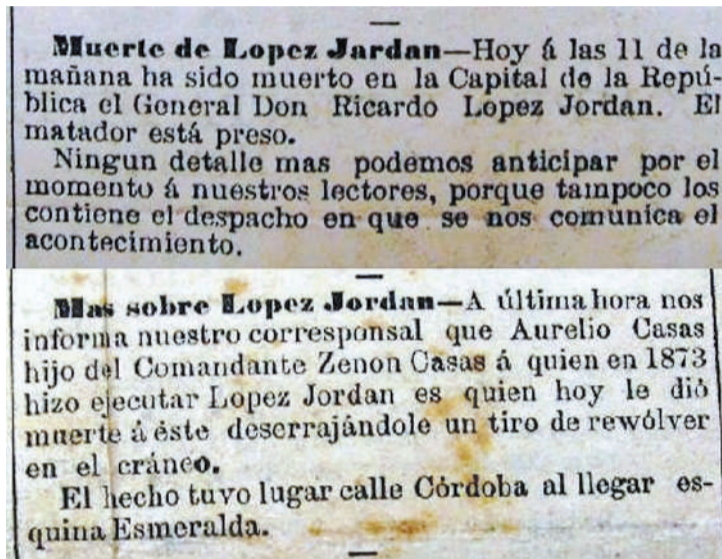 Muerte de Lopez Jardan—Hoy á las 11 de la
mañana ha sido muerto en la Capital de la Repú-
blica el General Don Ricardo Lopez Jordan. El
matador está preso.
Ningun detalle mas podemos anticipar por el
momento á nuestros lectores, porque tampoco los
contiene el despacho en que se nos comunica el
acontecimiento.
Mas sobre Lopez Jordan—A última hora nos
informa nuestro corresponsal que Aurelio Casas
hijo del Comandante Zenon Casas á quien en 1873
hizo ejecutar Lopez Jordan es quien hoy le dió
muerte á éste deserrajándole un tiro de rewólver
en el cráneo.
El hecho tuvo lugar calle Córdoba al llegar es-
quina Esmeralda.